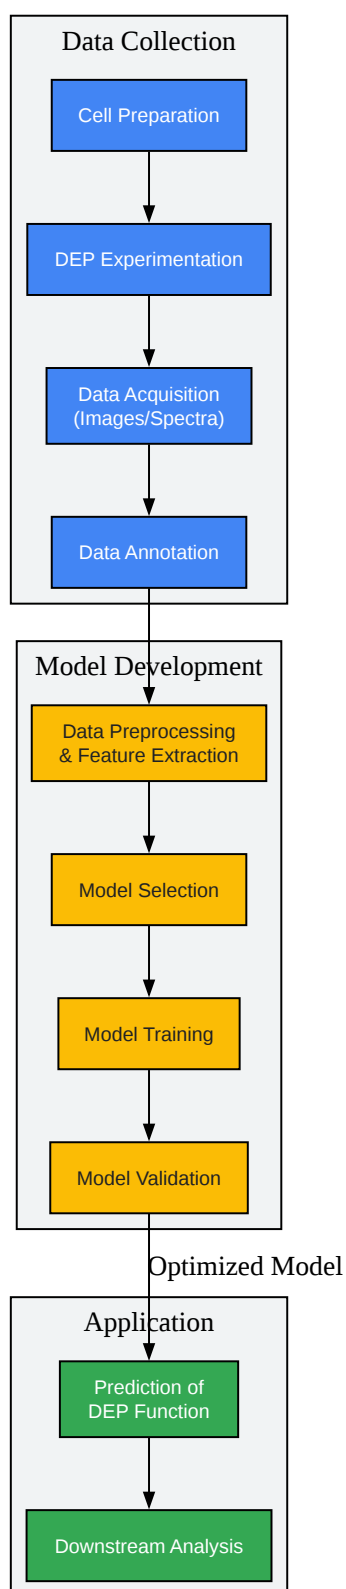 Data Collection
Cell Preparation
DEP Experimentation
Data Acquisition
(Images/Spectra)
Data Annotation
Model Development
Data Preprocessing
& Feature Extraction
Model Selection
Model Training
Model Validation
Optimized Model
Application
Prediction of
DEP Function
Downstream Analysis